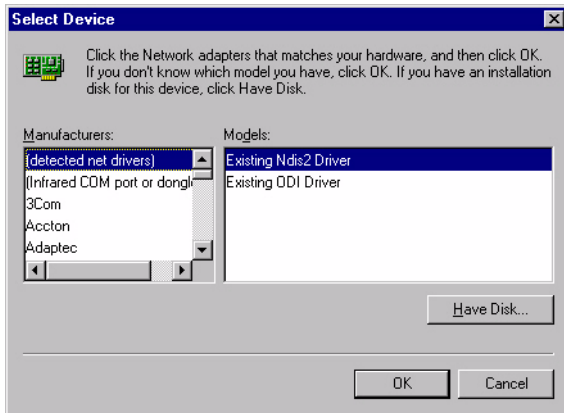 Select Device
Click the Network adapters that matches your hardware, and then click OK.
If you don't know which model you have, click OK. If you have an installation
disk for this device, click Have Disk.
Manufacturers:
Models:
(detected net drivers)
Existing Ndis2 Driver
(Infrared COM port or dongl
Existing ODI Driver
3Com
Accton
Adaptec
Have Disk...
OK
Cancel